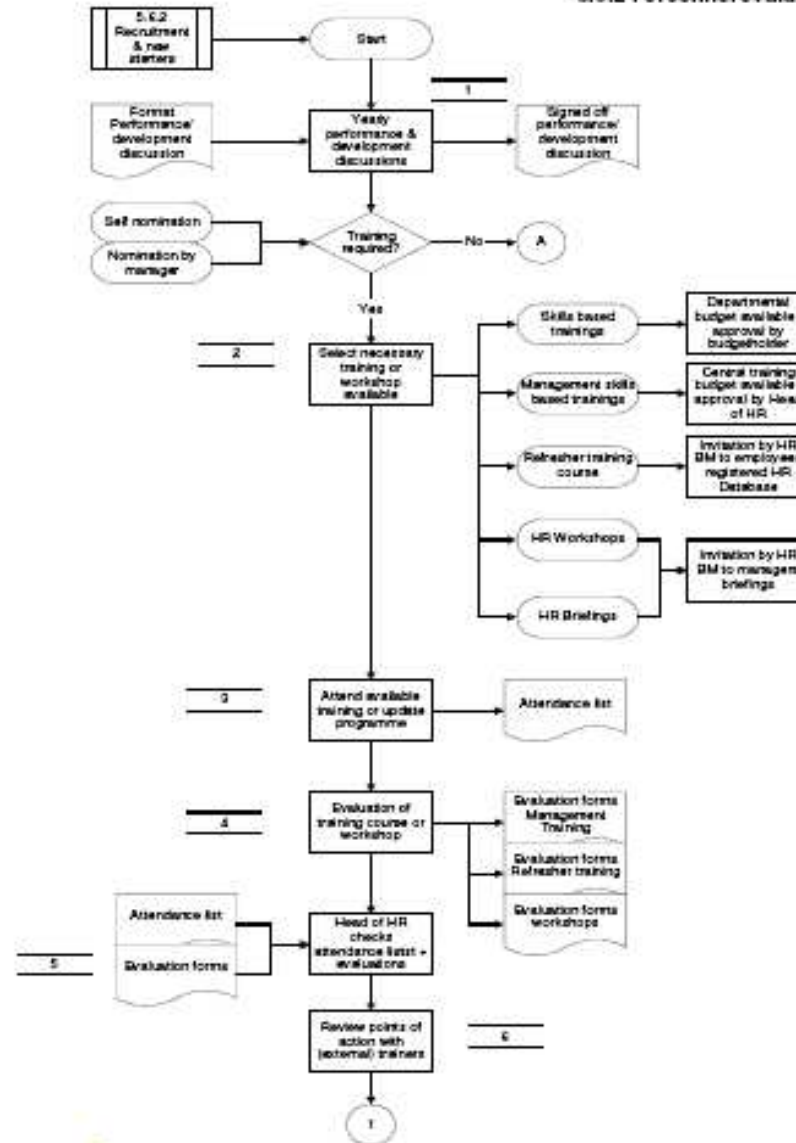 5.6.2
Recruitment
& new
starters
Start
1
Format
Performance/
development
discussion
Yearly
performance &
development
discussions
Signed off
performance/
development
discussion
Self nomination
Nomination by
manager
Training
required?
No
A
Yes
2
Select necessary
training or
workshop
available
Skills based
trainings
Departmental
budget available
approval by
budgetholder
Management skills
based trainings
Central training
budget available
approval by Head
of HR
Refresher training
course
Invitation by HR
BM to employees
registered HR
Database
HR Workshops
HR Briefings
Invitation by HR
BM to managem
briefings
3
Attend available
training or update
programme
Attendance list
4
Evaluation of
training course or
workshop
Evaluation forms
Management
Training
Evaluation forms
Refresher training
Evaluation forms
workshops
5
Attendance list
Evaluation forms
Head of HR
checks
attendance listst +
evaluations
Review points of
action with
(external) trainers
6
1